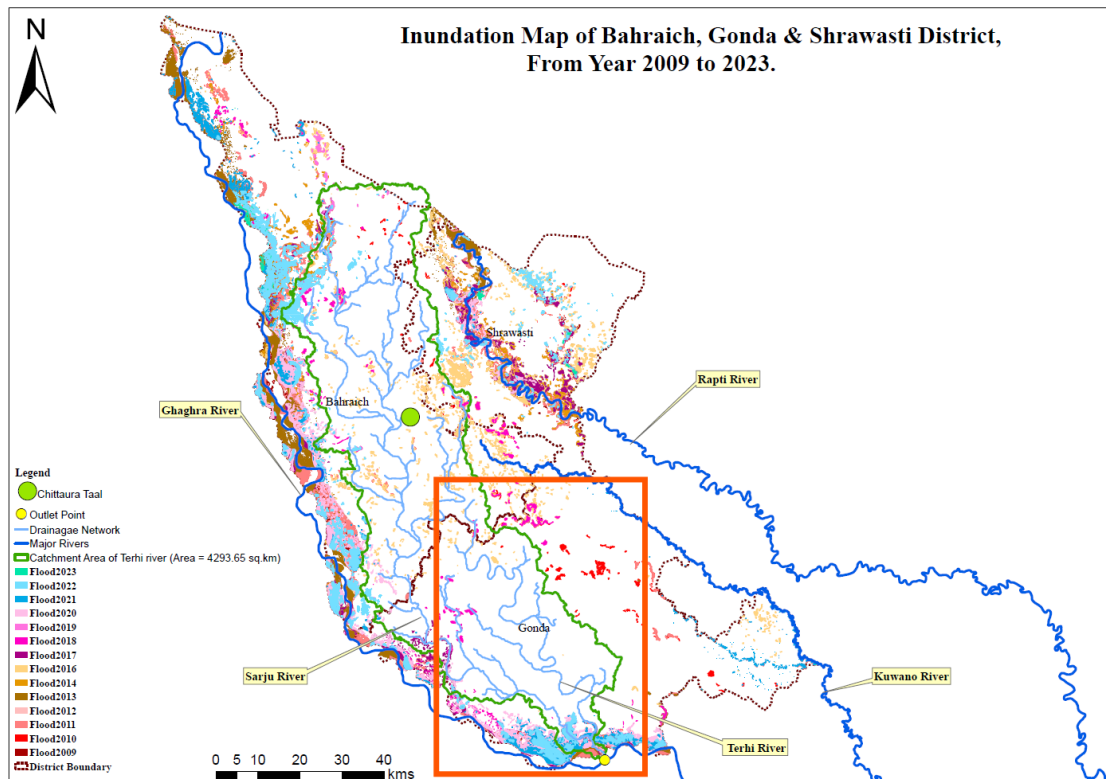 N
Inundation Map of Bahraich, Gonda & Shrawasti District,
From Year 2009 to 2023.
Shrawasti
Rapti River
Bahraich
Ghaghra River
Gonda
Sarju River
Kuwano River
Terhi River
Legend
Chittaura Taal
Outlet Point
Drainagae Network
Major Rivers
Catchment Area of Terhi river (Area = 4293.65 sq.km)
Flood2023
Flood2022
Flood2021
Flood2020
Flood2019
Flood2018
Flood2017
Flood2016
Flood2014
Flood2013
Flood2012
Flood2011
Flood2010
Flood2009
District Boundary
0 5 10 20 30 40
kms